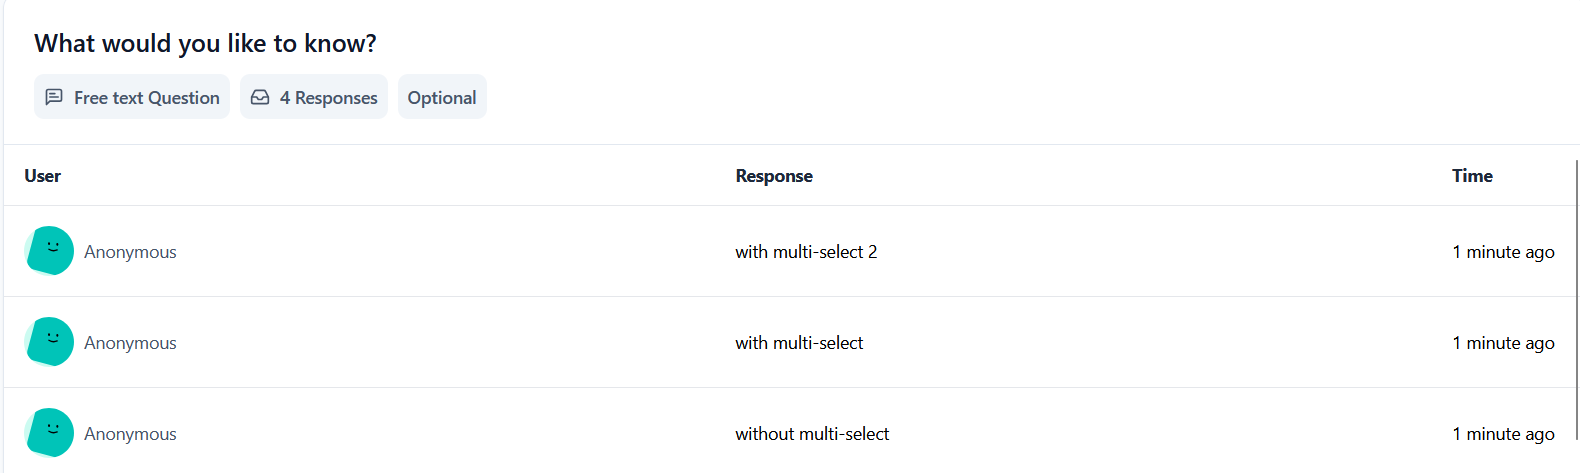 What would you like to know?
Free text Question 4 Responses Optional
User Response Time
Anonymous with multi-select 2 1 minute ago
Anonymous with multi-select 1 minute ago
Anonymous without multi-select 1 minute ago